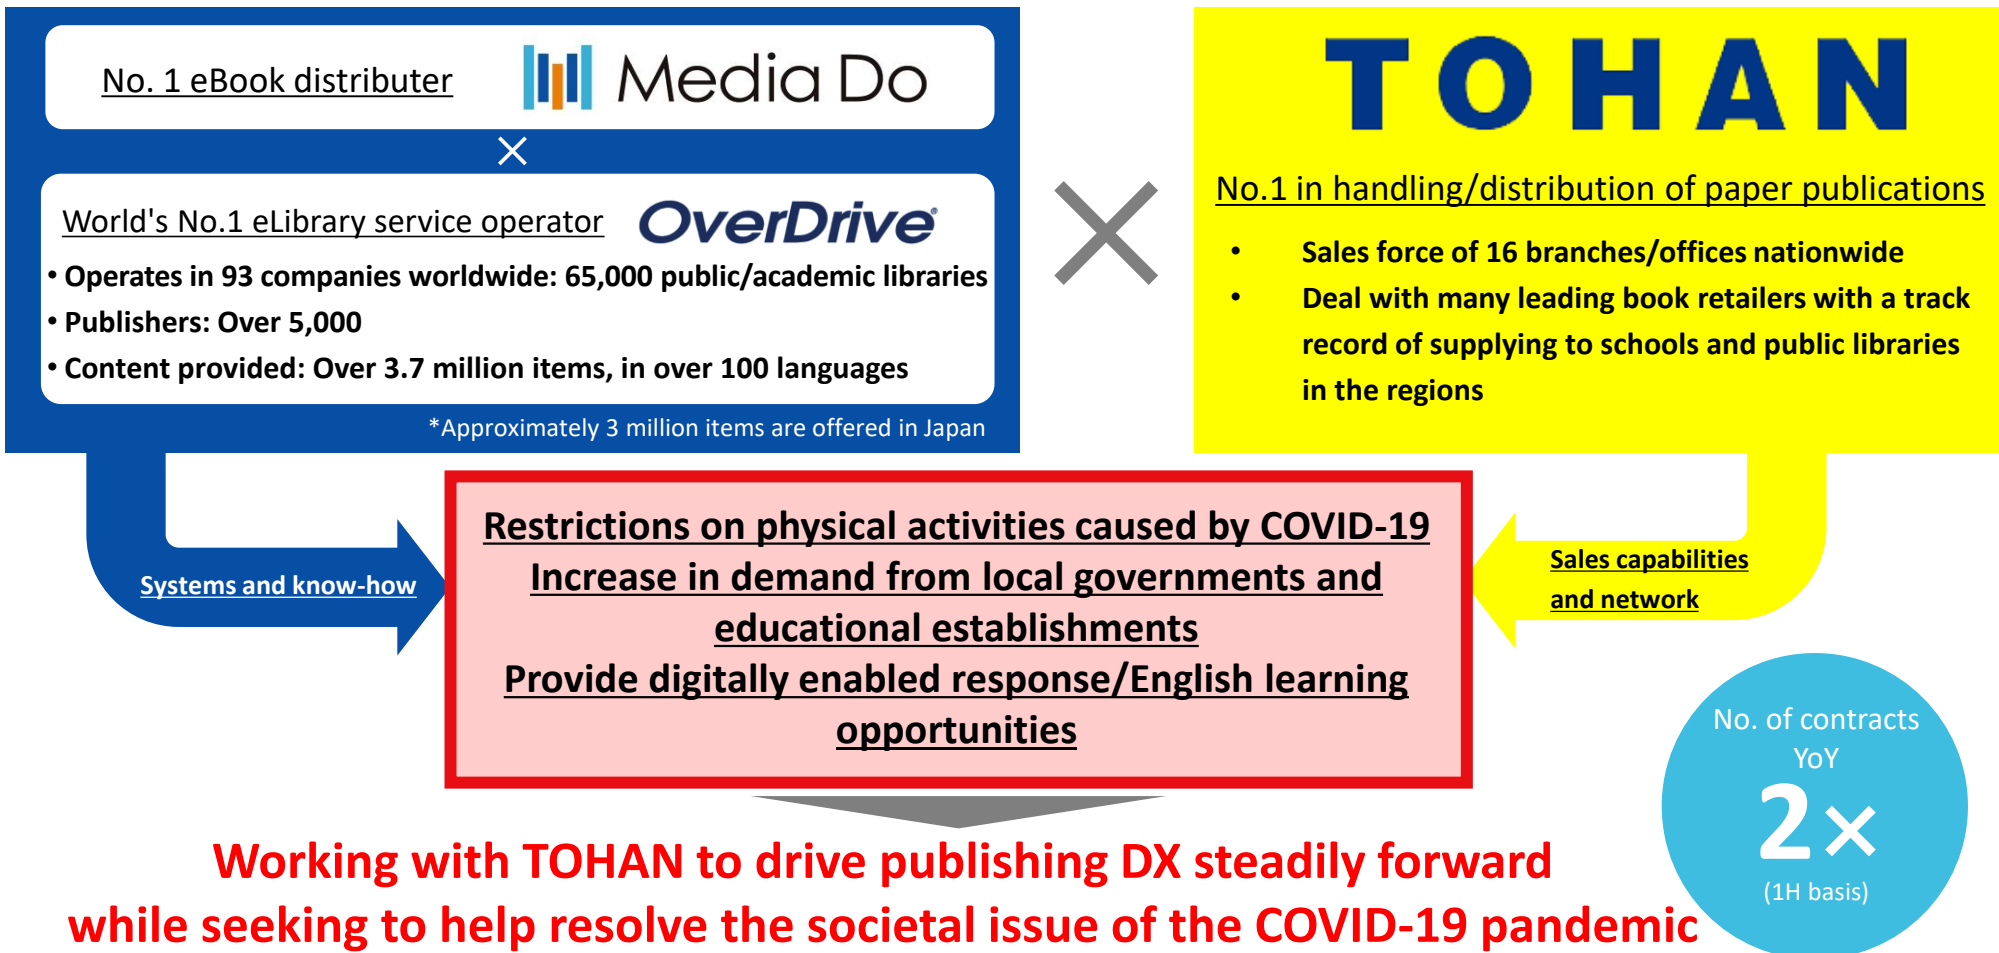 No. 1 eBook distributer
Media Do
×
World's No.1 eLibrary service operator
OverDrive®
• Operates in 93 companies worldwide: 65,000 public/academic libraries
• Publishers: Over 5,000
• Content provided: Over 3.7 million items, in over 100 languages
*Approximately 3 million items are offered in Japan
×
TOHAN
No.1 in handling/distribution of paper publications
• Sales force of 16 branches/offices nationwide
• Deal with many leading book retailers with a track
record of supplying to schools and public libraries
in the regions
Systems and know-how
Restrictions on physical activities caused by COVID-19
Increase in demand from local governments and
educational establishments
Provide digitally enabled response/English learning
opportunities
Sales capabilities
and network
No. of contracts
YoY
2×
(1H basis)
Working with TOHAN to drive publishing DX steadily forward
while seeking to help resolve the societal issue of the COVID-19 pandemic